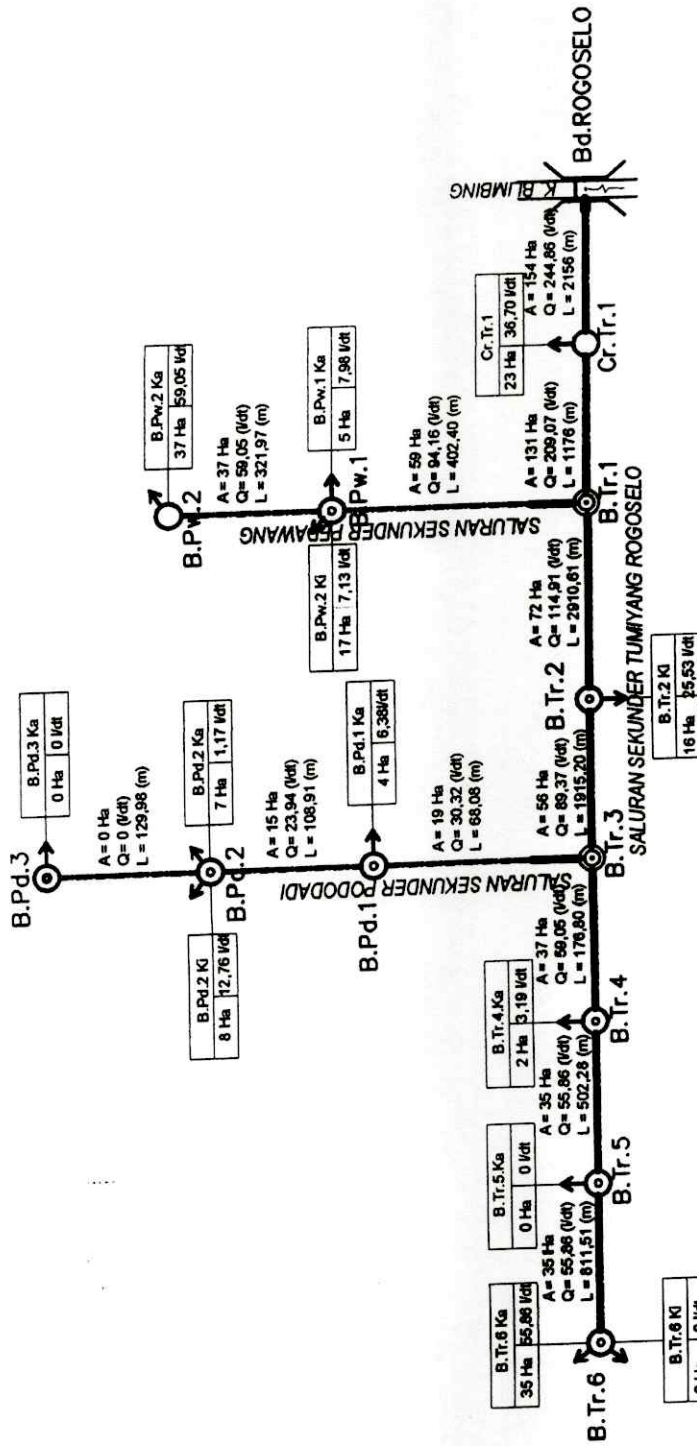 Bd.ROGOSELO
K BLIMBING
A = 154 Ha
Q= 244,86 (l/dt)
L = 2156 (m)
Cr.Tr.1
23 Ha 36,70 l/dt
Cr.Tr.1
A = 131 Ha
Q= 209,07 (l/dt)
L = 1176 (m)
B.Tr.1
SALURAN SEKUNDER TUMIYANG ROGOSELO
B.Pw.2 Ka
37 Ha 59,05 l/dt
B.Pw.2
A = 37 Ha
Q= 59,05 (l/dt)
L = 321,97 (m)
B.Pw.1 Ka
5 Ha 7,98 l/dt
B.Pw.1
B.Pw.2 Ki
17 Ha 7,13 l/dt
A = 59 Ha
Q= 94,16 (l/dt)
L = 402,40 (m)
SALURAN SEKUNDER
A = 72 Ha
Q= 114,91 (l/dt)
L = 2910,61 (m)
B.Tr.2
B.Tr.2 Ki
16 Ha 25,53 l/dt
A = 56 Ha
Q= 89,37 (l/dt)
L = 1915,20 (m)
B.Tr.3
B.Pd.3 Ka
0 Ha 0 l/dt
B.Pd.3
A = 0 Ha
Q= 0 (l/dt)
L = 129,98 (m)
B.Pd.2 Ka
7 Ha 1,17 l/dt
B.Pd.2
B.Pd.2 Ki
8 Ha 12,76 l/dt
A = 15 Ha
Q= 23,94 (l/dt)
L = 108,91 (m)
B.Pd.1 Ka
4 Ha 6,38 l/dt
B.Pd.1
A = 19 Ha
Q= 30,32 (l/dt)
L = 68,08 (m)
SALURAN SEKUNDER PODODADI
A = 37 Ha
Q= 59,05 (l/dt)
L = 176,80 (m)
B.Tr.4.Ka
2 Ha 3,19 l/dt
B.Tr.4
A = 35 Ha
Q= 55,86 (l/dt)
L = 502,28 (m)
B.Tr.5.Ka
0 Ha 0 l/dt
B.Tr.5
A = 35 Ha
Q= 55,86 (l/dt)
L = 811,51 (m)
B.Tr.6 Ka
35 Ha 55,86 l/dt
B.Tr.6
B.Tr.6 Ki